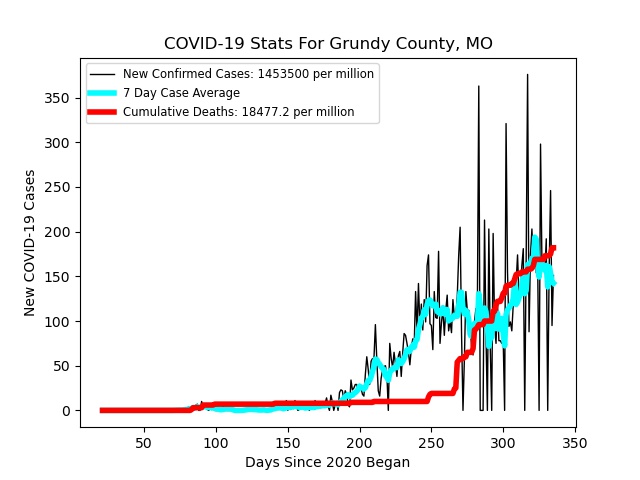 COVID-19 Stats For Grundy County, MO
New Confirmed Cases: 1453500 per million
7 Day Case Average
Cumulative Deaths: 18477.2 per million
New COVID-19 Cases
350
300
250
200
150
100
50
0
50 100 150 200 250 300 350
Days Since 2020 Began